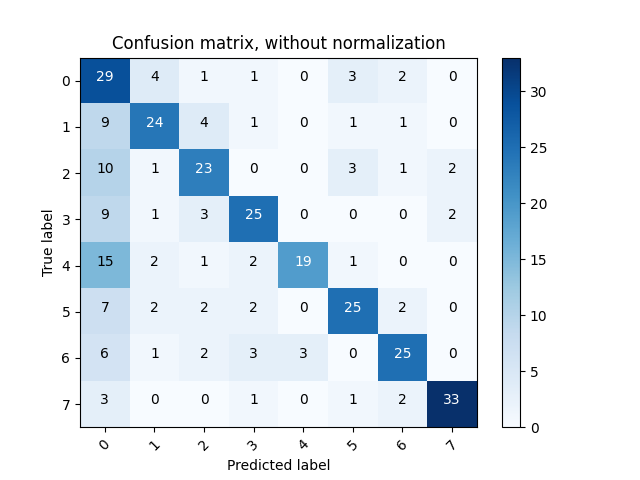 Confusion matrix, without normalization
0 29 4 1 1 0 3 2 0
1 9 24 4 1 0 1 1 0
2 10 1 23 0 0 3 1 2
3 9 1 3 25 0 0 0 2
4 15 2 1 2 19 1 0 0
5 7 2 2 2 0 25 2 0
6 6 1 2 3 3 0 25 0
7 3 0 0 1 0 1 2 33
0 1 2 3 4 5 6 7
True label
Predicted label
30
25
20
15
10
5
0